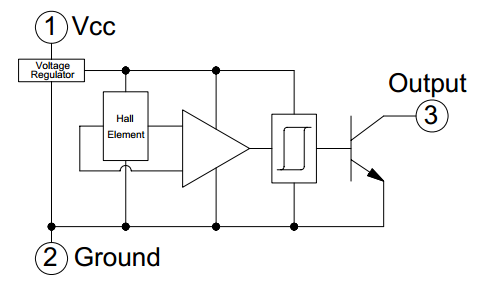 1 Vcc
Voltage
Regulator
Output
3
Hall
Element
2 Ground